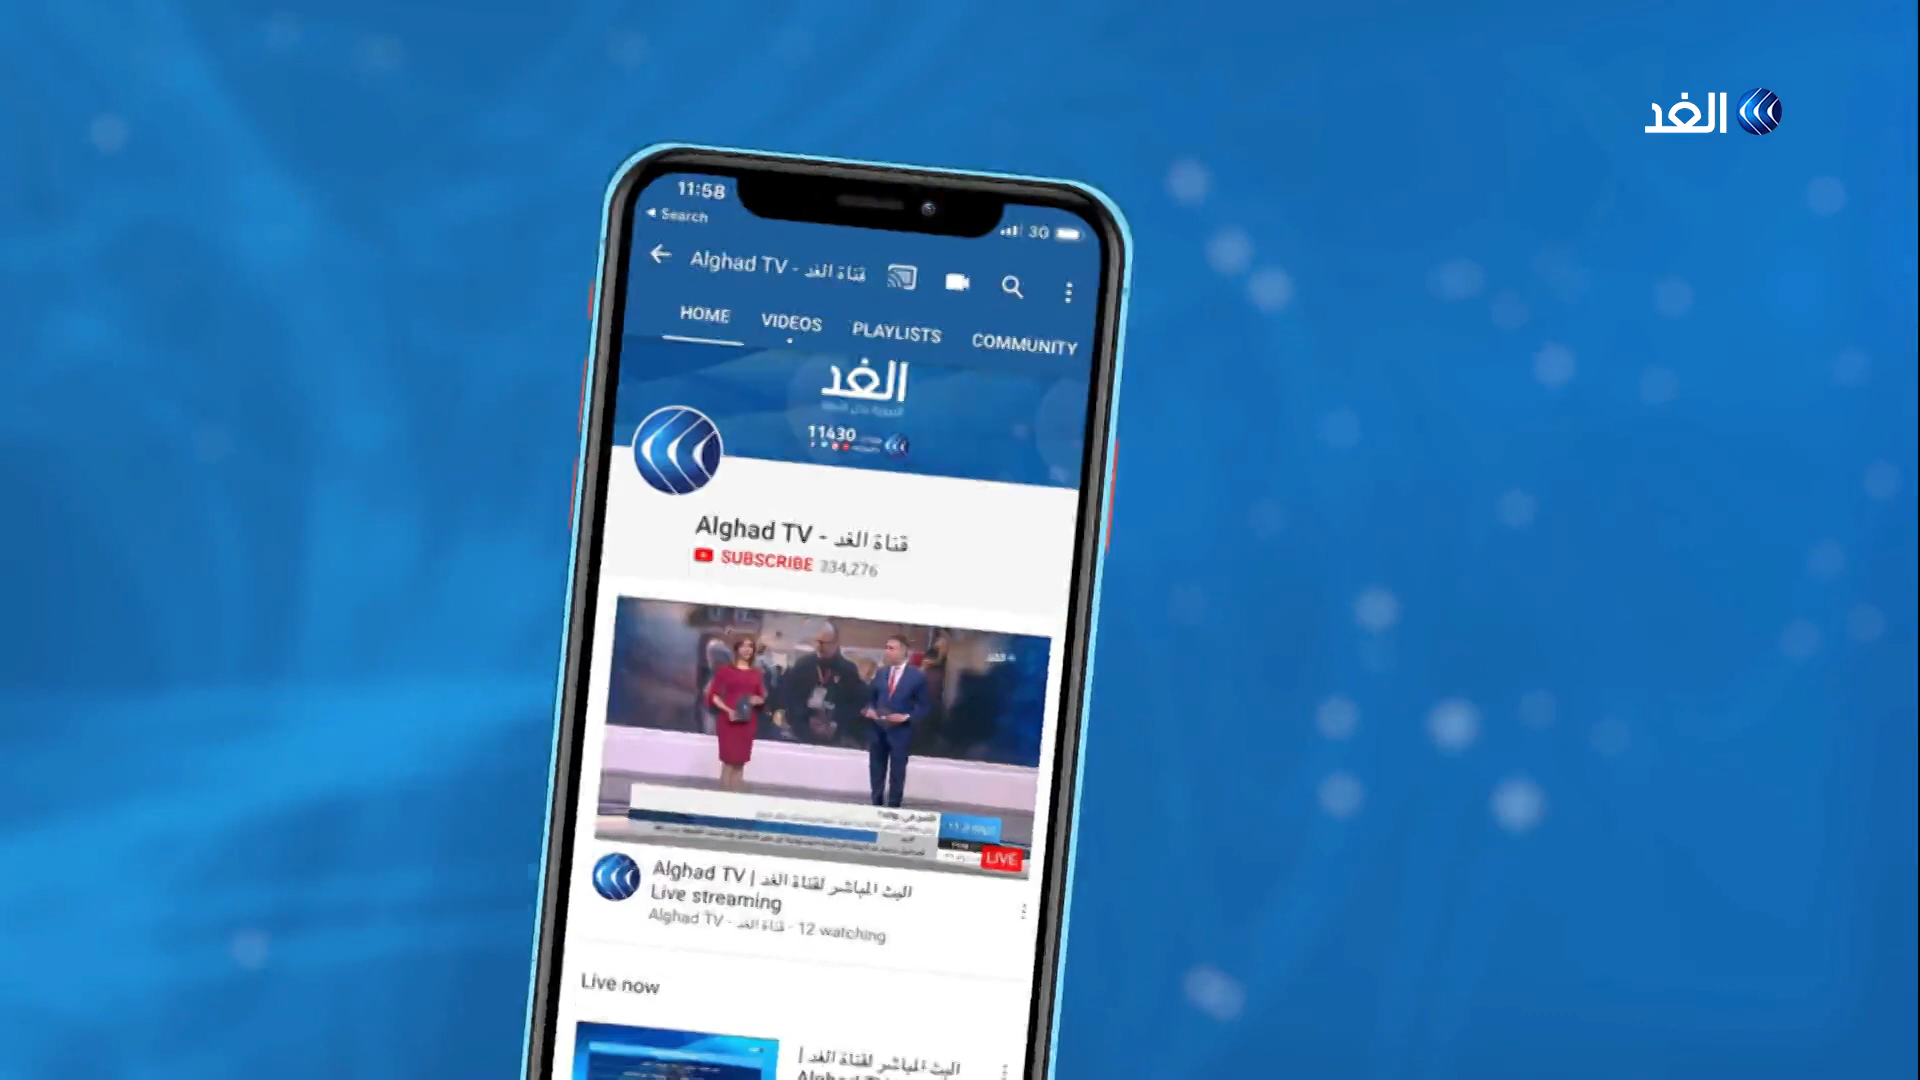 الغد
11:58
Search
3G
Alghad TV - قناة الغد
HOME VIDEOS PLAYLISTS COMMUNITY
الغد
11430
Alghad TV - قناة الغد
SUBSCRIBE 334,276
LIVE
Alghad TV | البث المباشر لقناة الغد
Live streaming
Alghad TV - قناة الغد - 12 watching
Live now
البث المباشر لقناة الغد |